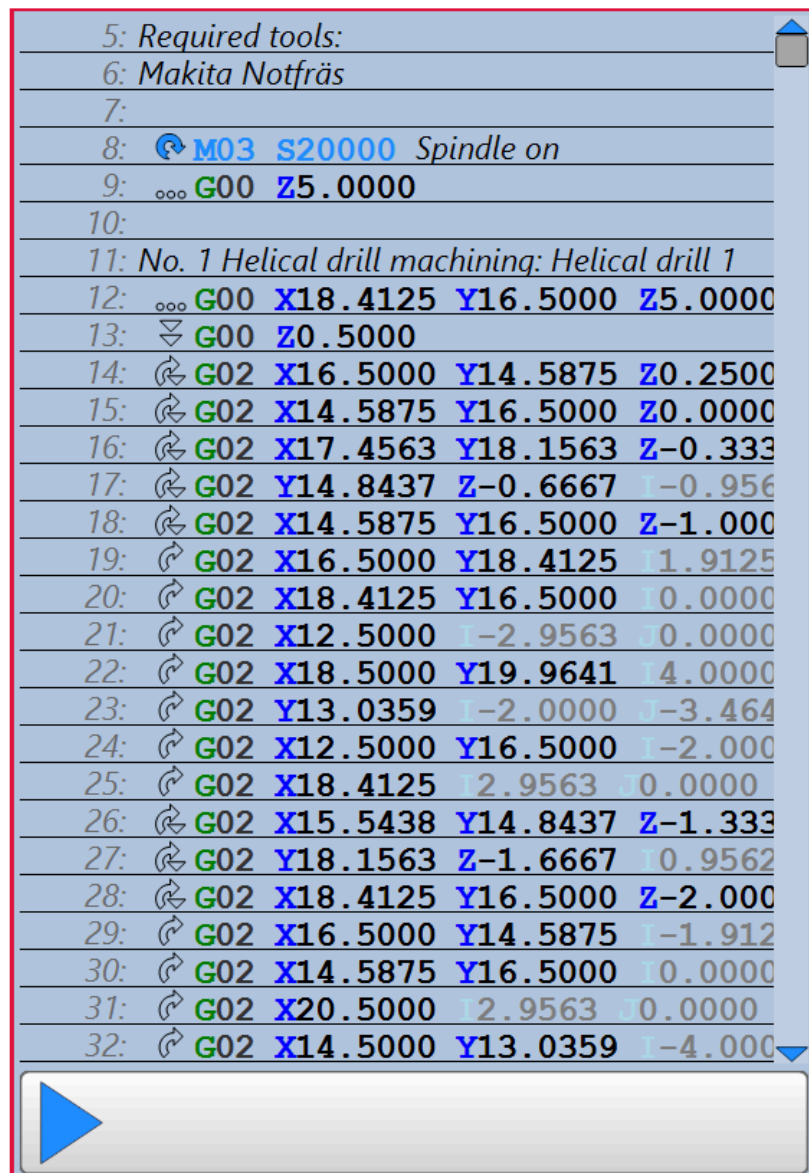 5: Required tools:
6: Makita Notfräs
7:
8: M03 S20000 Spindle on
9: G00 Z5.0000
10:
11: No. 1 Helical drill machining: Helical drill 1
12: G00 X18.4125 Y16.5000 Z5.0000
13: G00 Z0.5000
14: G02 X16.5000 Y14.5875 Z0.2500
15: G02 X14.5875 Y16.5000 Z0.0000
16: G02 X17.4563 Y18.1563 Z-0.333
17: G02 Y14.8437 Z-0.6667 I-0.956
18: G02 X14.5875 Y16.5000 Z-1.000
19: G02 X16.5000 Y18.4125 I1.9125
20: G02 X18.4125 Y16.5000 I0.0000
21: G02 X12.5000 I-2.9563 J0.0000
22: G02 X18.5000 Y19.9641 I4.0000
23: G02 Y13.0359 I-2.0000 J-3.464
24: G02 X12.5000 Y16.5000 I-2.000
25: G02 X18.4125 I2.9563 J0.0000
26: G02 X15.5438 Y14.8437 Z-1.333
27: G02 Y18.1563 Z-1.6667 I0.9562
28: G02 X18.4125 Y16.5000 Z-2.000
29: G02 X16.5000 Y14.5875 I-1.912
30: G02 X14.5875 Y16.5000 I0.0000
31: G02 X20.5000 I2.9563 J0.0000
32: G02 X14.5000 Y13.0359 I-4.000